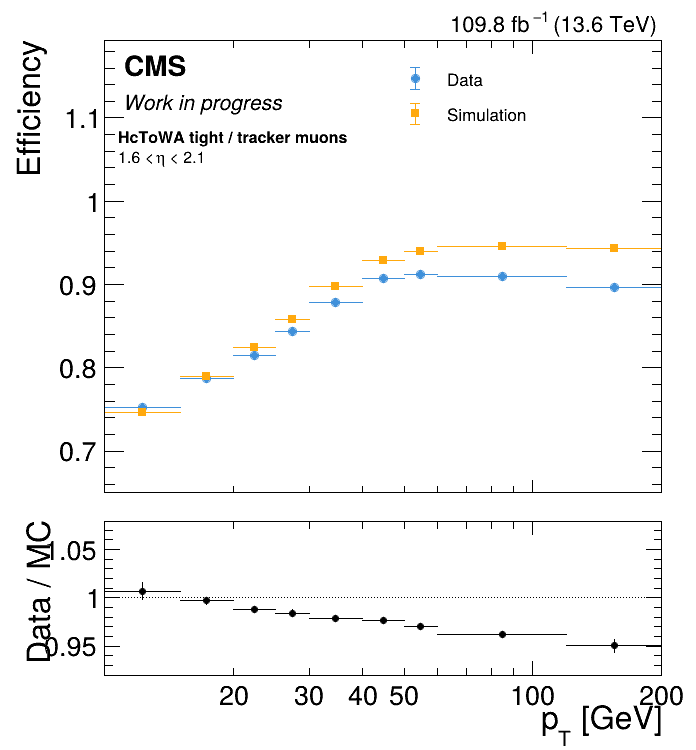 109.8 fb⁻¹ (13.6 TeV)
CMS
Work in progress
HcToWA tight / tracker muons
1.6 < η < 2.1
Data
Simulation
Efficiency
1.1
1
0.9
0.8
0.7
Data / MC
1.05
1
0.95
20 30 40 50 100 200
p_T [GeV]